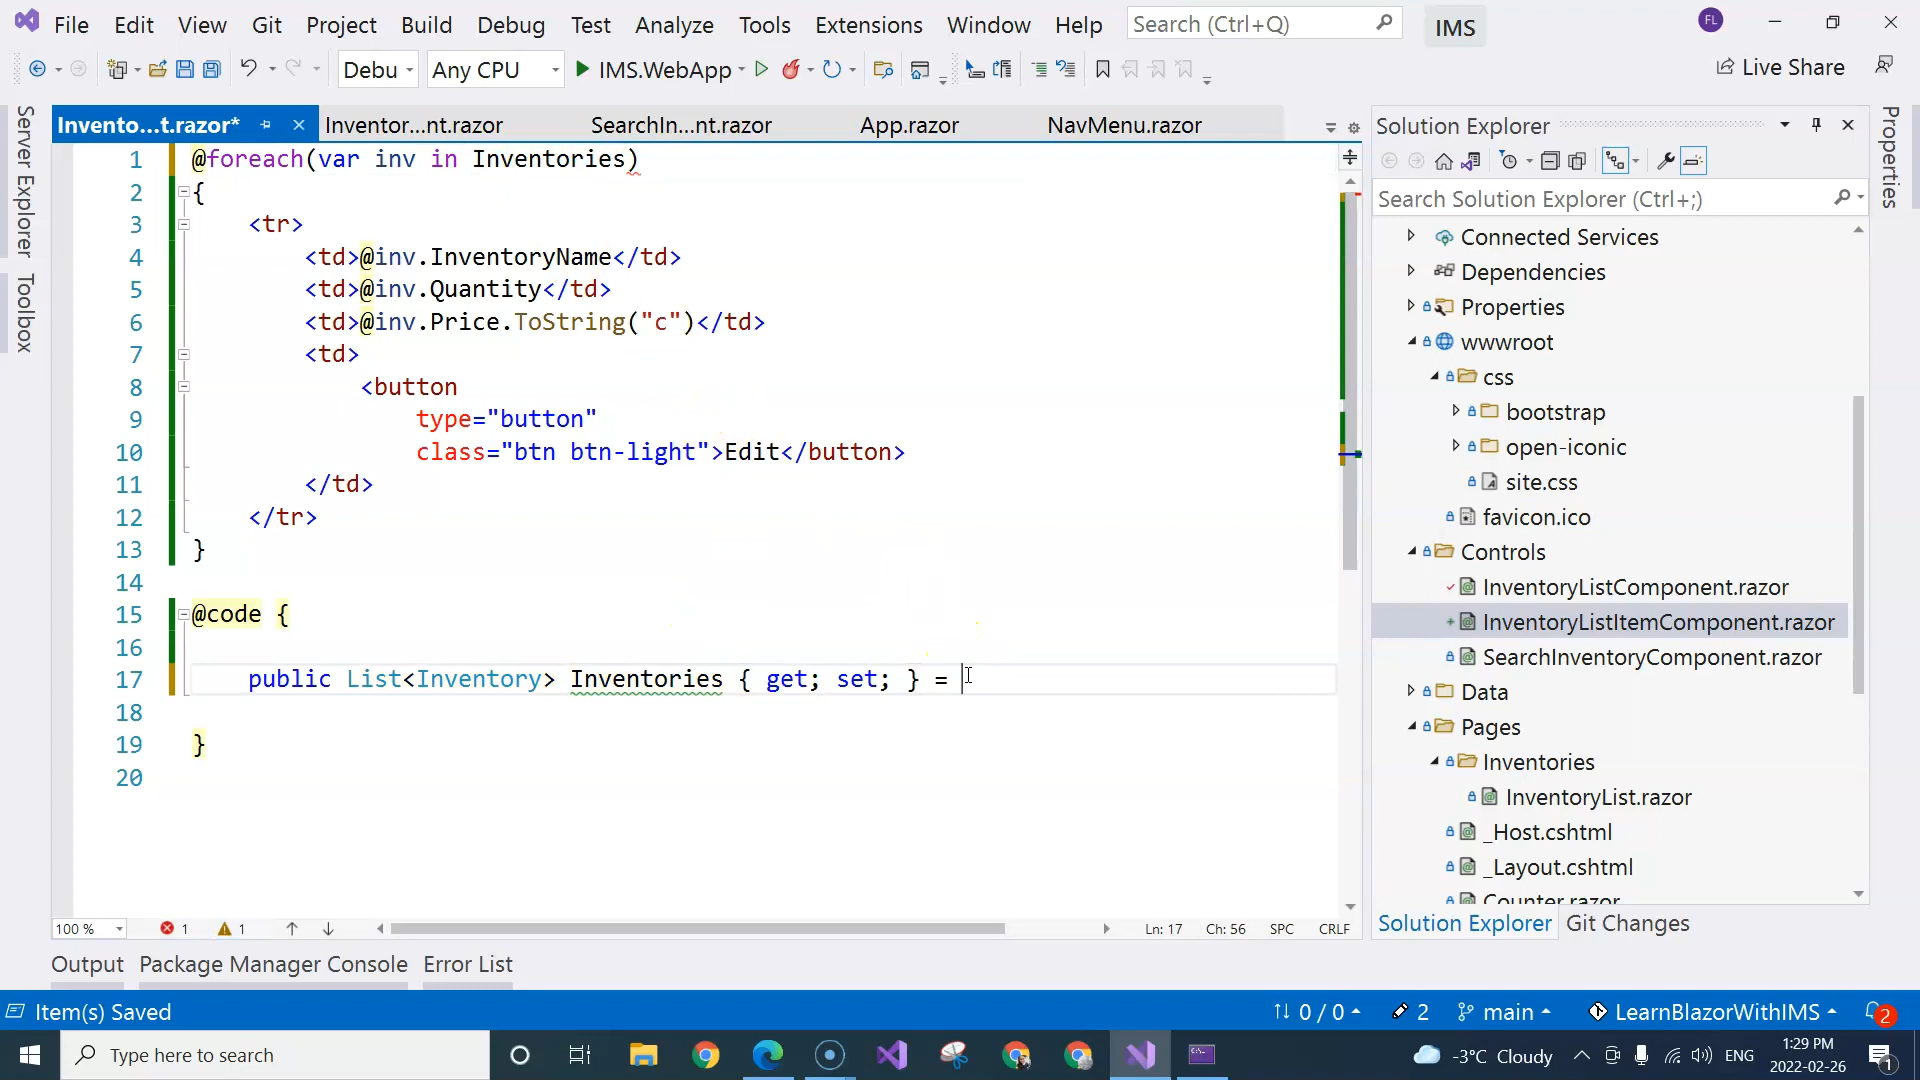 File Edit View Git Project Build Debug Test Analyze Tools Extensions Window Help Search (Ctrl+Q) IMS FL
Debu Any CPU IMS.WebApp Live Share
Invento...t.razor* Inventor...nt.razor SearchIn...nt.razor App.razor NavMenu.razor
Server Explorer
Toolbox
1 @foreach(var inv in Inventories)
2 {
3 <tr>
4 <td>@inv.InventoryName</td>
5 <td>@inv.Quantity</td>
6 <td>@inv.Price.ToString("c")</td>
7 <td>
8 <button
9 type="button"
10 class="btn btn-light">Edit</button>
11 </td>
12 </tr>
13 }
14
15 @code {
16
17 public List<Inventory> Inventories { get; set; } =
18
19 }
20
100 % 1 1 Ln: 17 Ch: 56 SPC CRLF
Solution Explorer
Search Solution Explorer (Ctrl+;)
Connected Services
Dependencies
Properties
wwwroot
css
bootstrap
open-iconic
site.css
favicon.ico
Controls
InventoryListComponent.razor
InventoryListItemComponent.razor
SearchInventoryComponent.razor
Data
Pages
Inventories
InventoryList.razor
_Host.cshtml
_Layout.cshtml
Counter.razor
Solution Explorer Git Changes
Properties
Output Package Manager Console Error List
Item(s) Saved 0 / 0 2 main LearnBlazorWithIMS 2
Type here to search -3°C Cloudy ENG 1:29 PM
2022-02-26 1